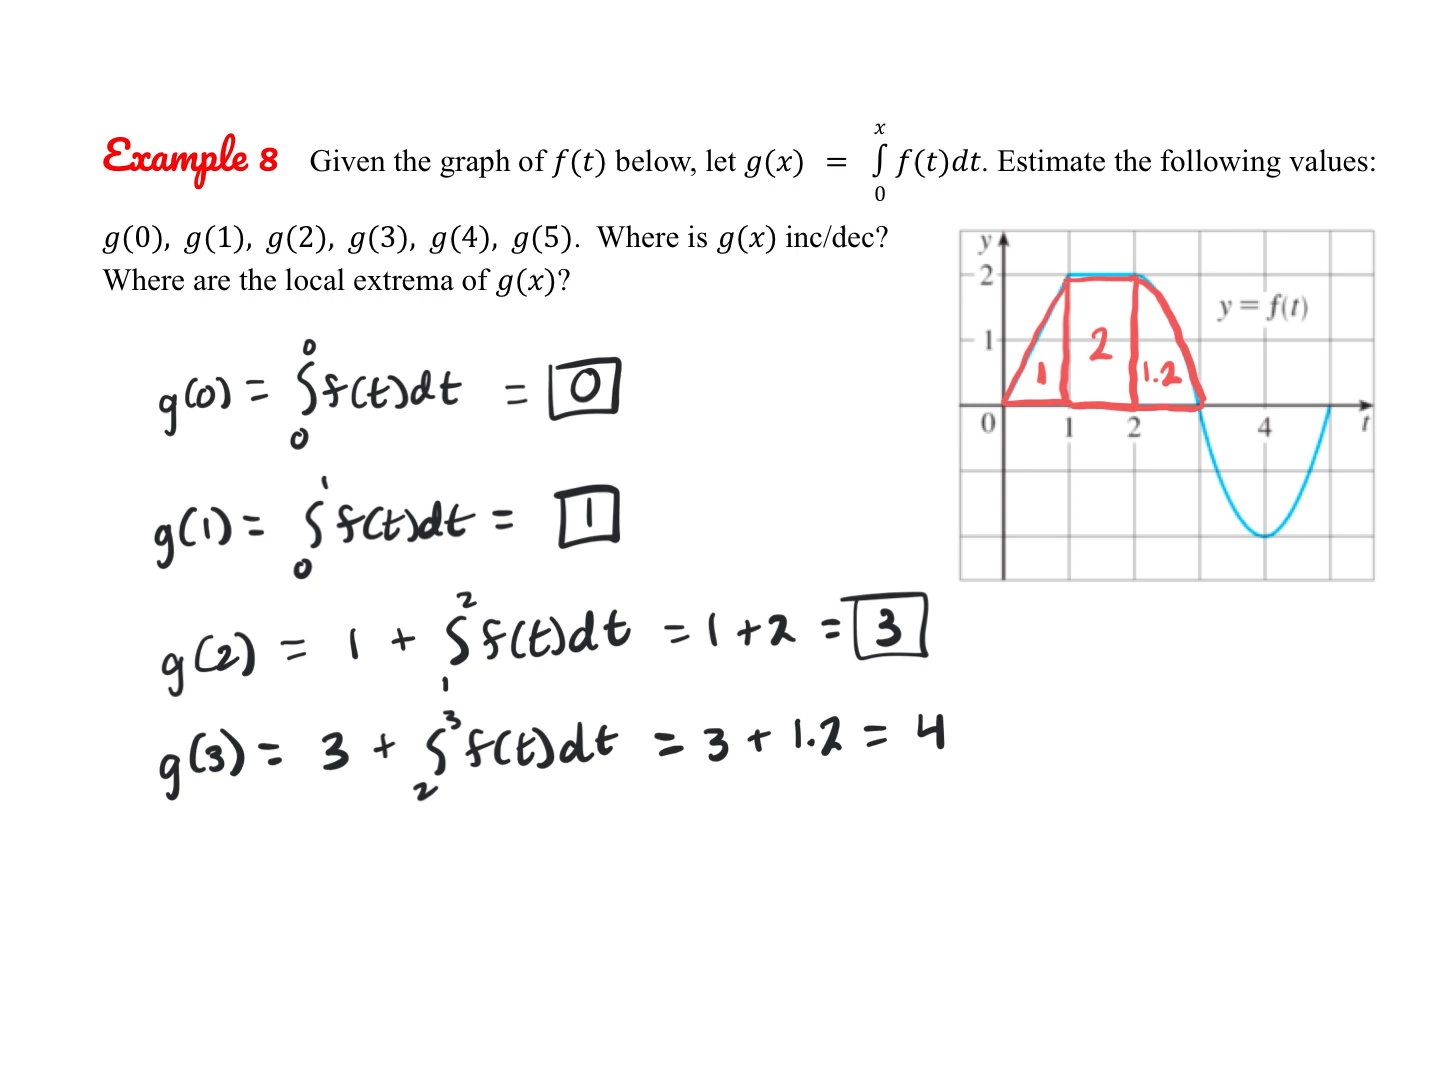 Example 8 Given the graph of f(t) below, let g(x) = ∫₀ˣ f(t)dt. Estimate the following values:
g(0), g(1), g(2), g(3), g(4), g(5). Where is g(x) inc/dec?
Where are the local extrema of g(x)?
y
2
1
0
1
2
4
t
y = f(t)
1
2
1.2
g(0) = ∫₀⁰ f(t)dt = 0
g(1) = ∫₀¹ f(t)dt = 1
g(2) = 1 + ∫₁² f(t)dt = 1 + 2 = 3
g(3) = 3 + ∫₂³ f(t)dt = 3 + 1.2 = 4